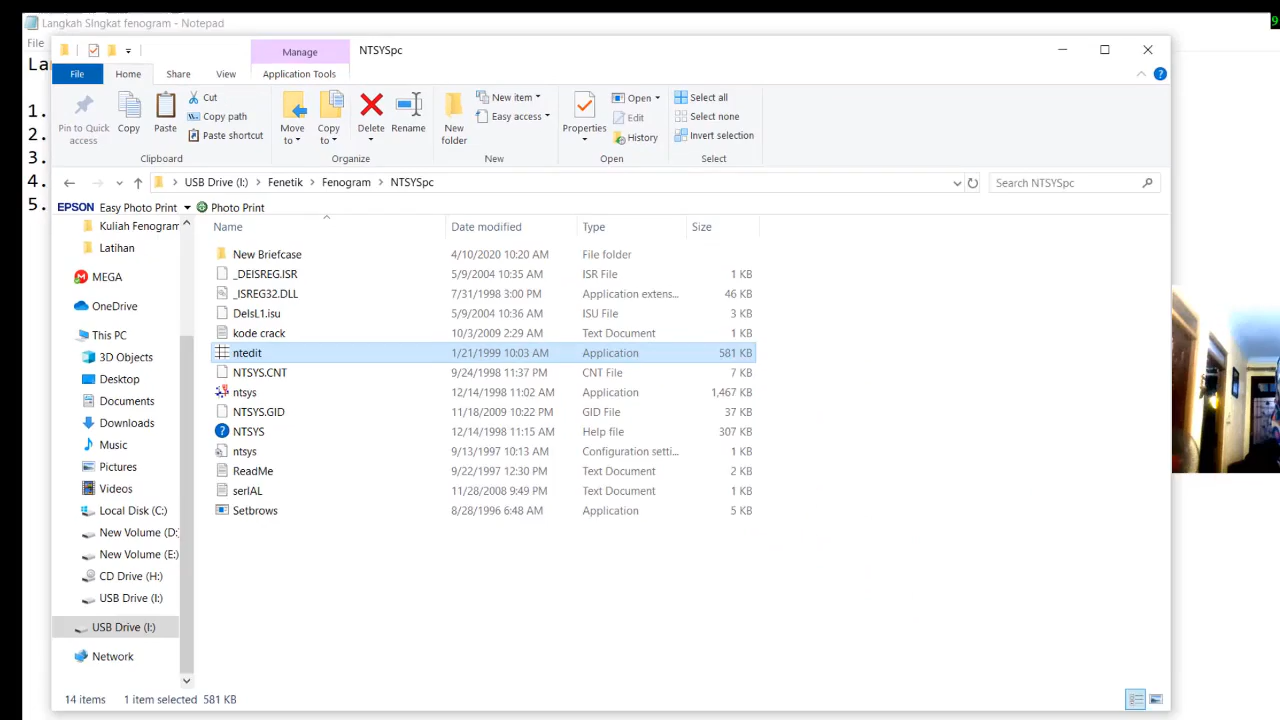 Langkah SIngkat fenogram - Notepad
File
La
1.
2.
3.
4.
5.
9
Manage
NTSYSpc
File
Home
Share
View
Application Tools
Pin to Quick access
Copy
Paste
Cut
Copy path
Paste shortcut
Clipboard
Move to
Copy to
Delete
Rename
Organize
New folder
New item
Easy access
New
Properties
Open
Edit
History
Open
Select all
Select none
Invert selection
Select
USB Drive (I:) > Fenetik > Fenogram > NTSYSpc
Search NTSYSpc
EPSON Easy Photo Print
Photo Print
Name Date modified Type Size
New Briefcase 4/10/2020 10:20 AM File folder
_DEISREG.ISR 5/9/2004 10:35 AM ISR File 1 KB
_ISREG32.DLL 7/31/1998 3:00 PM Application extens... 46 KB
DeIsL1.isu 5/9/2004 10:36 AM ISU File 3 KB
kode crack 10/3/2009 2:29 AM Text Document 1 KB
ntedit 1/21/1999 10:03 AM Application 581 KB
NTSYS.CNT 9/24/1998 11:37 PM CNT File 7 KB
ntsys 12/14/1998 11:02 AM Application 1,467 KB
NTSYS.GID 11/18/2009 10:22 PM GID File 37 KB
NTSYS 12/14/1998 11:15 AM Help file 307 KB
ntsys 9/13/1997 10:13 AM Configuration setti... 1 KB
ReadMe 9/22/1997 12:30 PM Text Document 2 KB
serIAL 11/28/2008 9:49 PM Text Document 1 KB
Setbrows 8/28/1996 6:48 AM Application 5 KB
Kuliah Fenogram
Latihan
MEGA
OneDrive
This PC
3D Objects
Desktop
Documents
Downloads
Music
Pictures
Videos
Local Disk (C:)
New Volume (D:)
New Volume (E:)
CD Drive (H:)
USB Drive (I:)
USB Drive (I:)
Network
14 items 1 item selected 581 KB